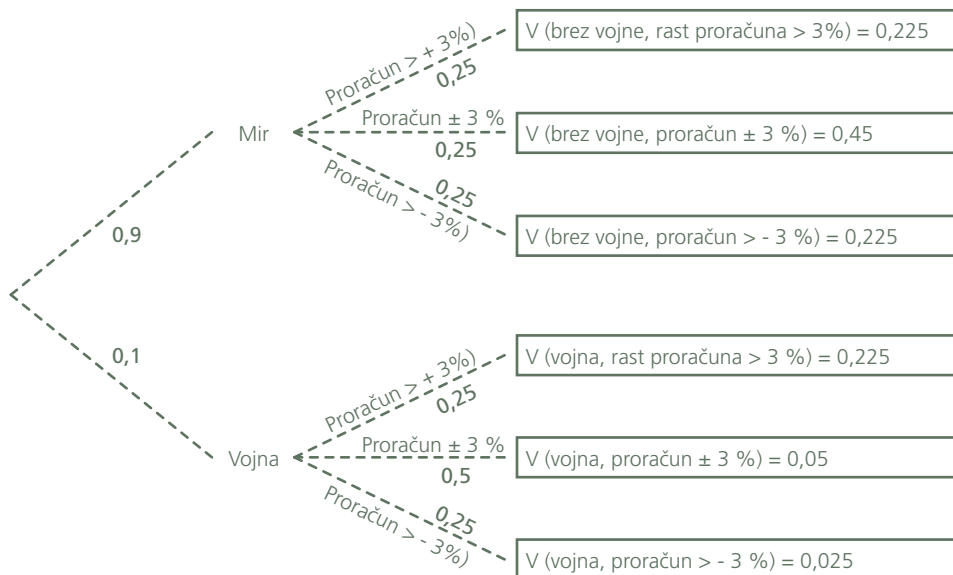 Proračun > + 3%)
0,25
V (brez vojne, rast proračuna > 3%) = 0,225
Mir
Proračun ± 3 %
0,25
V (brez vojne, proračun ± 3 %) = 0,45
0,25
Proračun > - 3%)
V (brez vojne, proračun > - 3 %) = 0,225
0,9
0,1
Proračun > + 3%)
0,25
V (vojna, rast proračuna > 3 %) = 0,225
Vojna
Proračun ± 3 %
0,5
V (vojna, proračun ± 3 %) = 0,05
0,25
Proračun > - 3%)
V (vojna, proračun > - 3 %) = 0,025